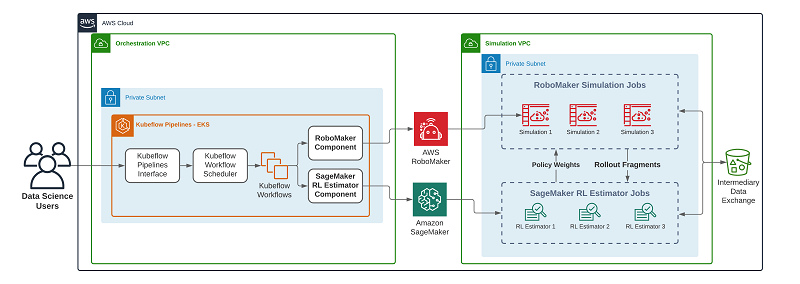 aws
AWS Cloud
Orchestration VPC
Simulation VPC
Private Subnet
Private Subnet
Kubeflow Pipelines - EKS
Data Science
Users
Kubeflow
Pipelines
Interface
Kubeflow
Workflow
Scheduler
Kubeflow
Workflows
RoboMaker
Component
SageMaker
RL Estimator
Component
AWS
RoboMaker
Amazon
SageMaker
RoboMaker Simulation Jobs
Simulation 1
Simulation 2
Simulation 3
Policy Weights
Rollout Fragments
SageMaker RL Estimator Jobs
RL Estimator 1
RL Estimator 2
RL Estimator 3
Intermediary
Data
Exchange